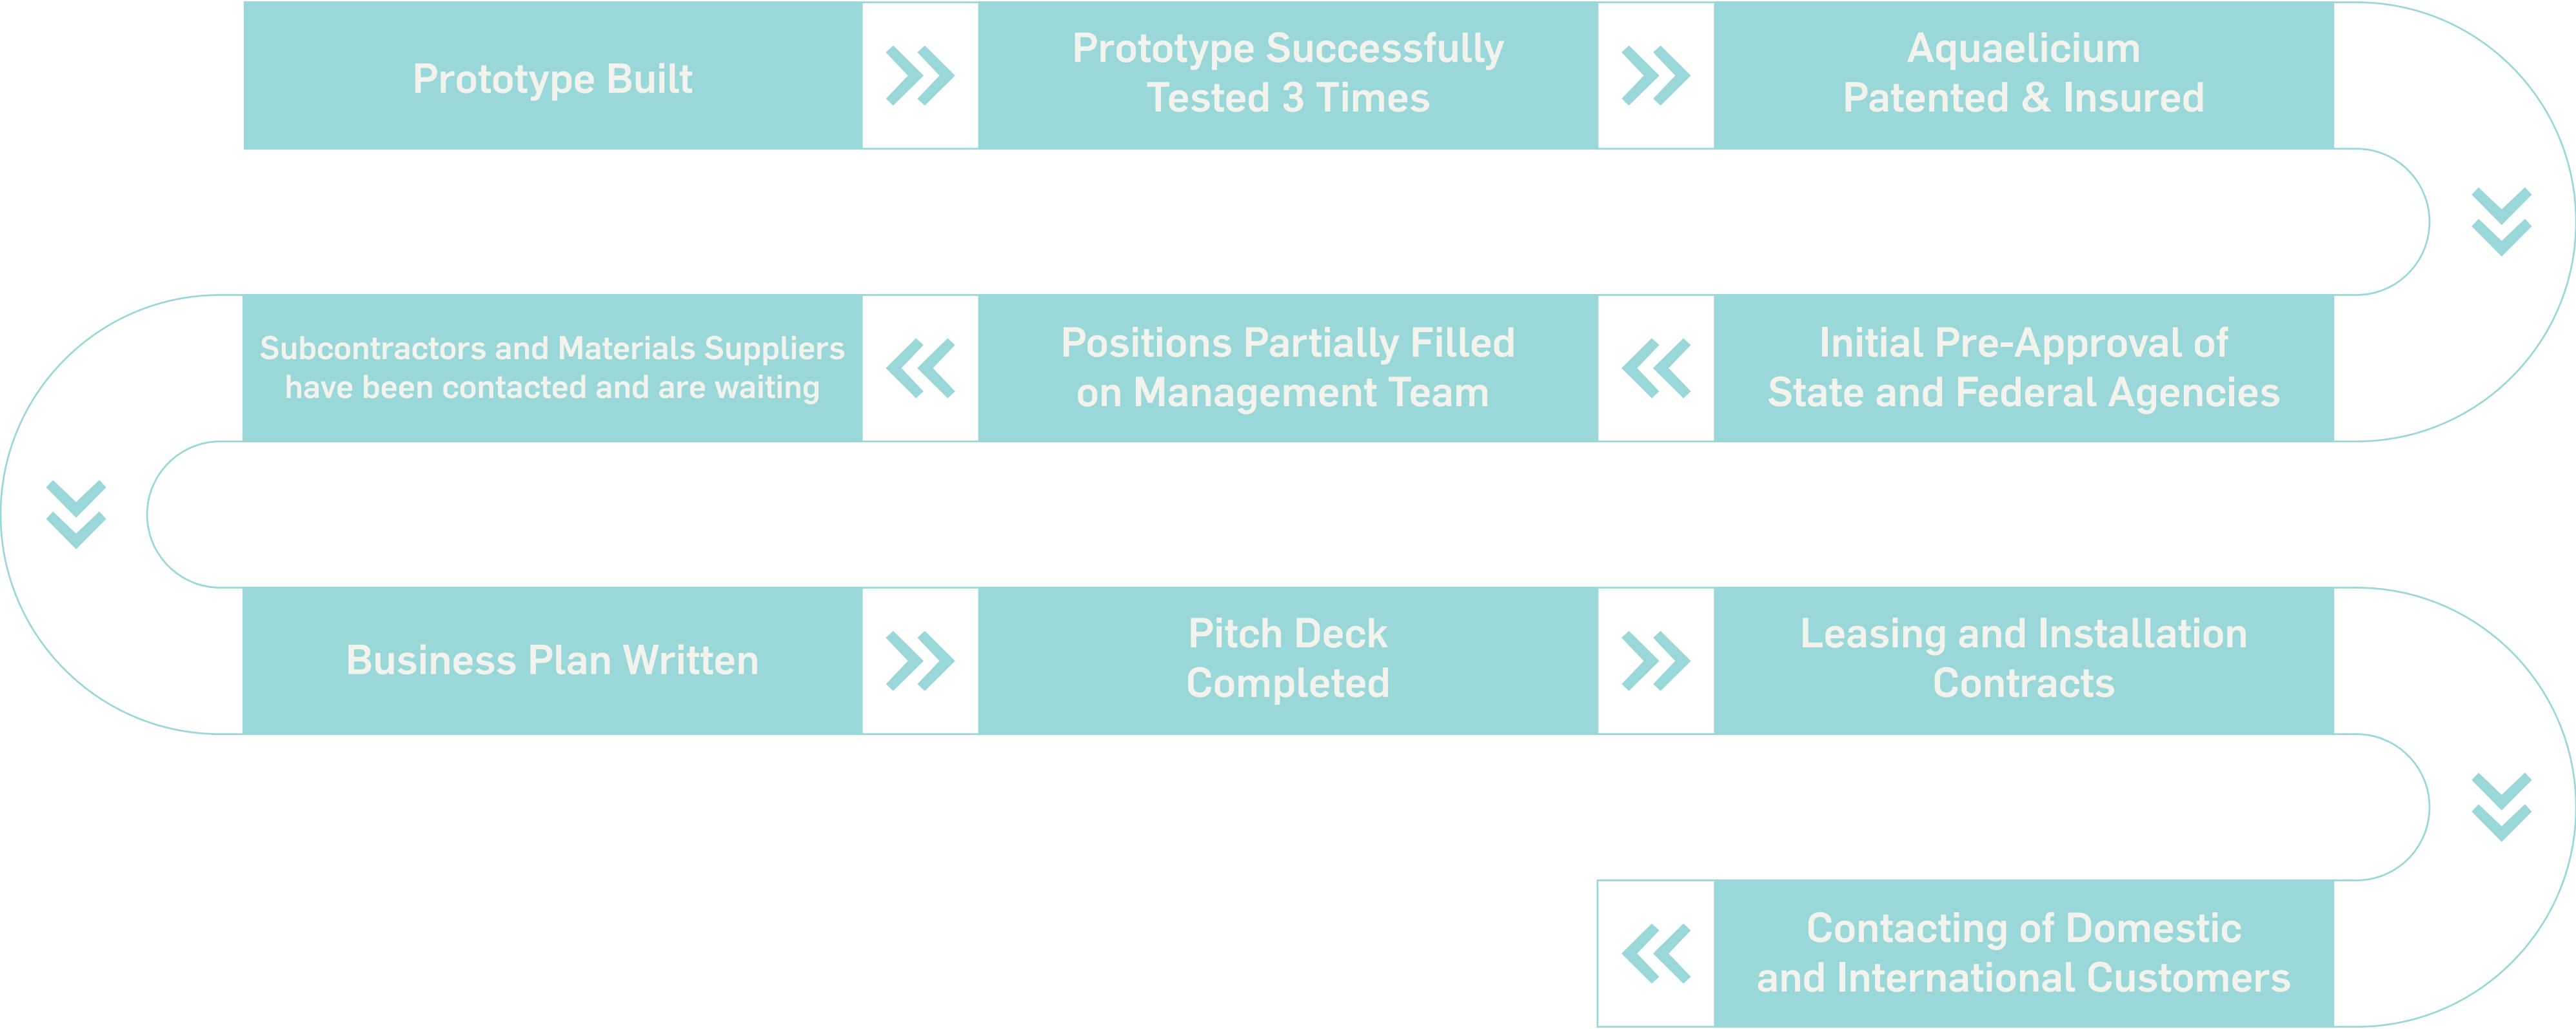 Prototype Built
Prototype Successfully
Tested 3 Times
Aquaelicium
Patented & Insured
Initial Pre-Approval of
State and Federal Agencies
Positions Partially Filled
on Management Team
Subcontractors and Materials Suppliers
have been contacted and are waiting
Business Plan Written
Pitch Deck
Completed
Leasing and Installation
Contracts
Contacting of Domestic
and International Customers